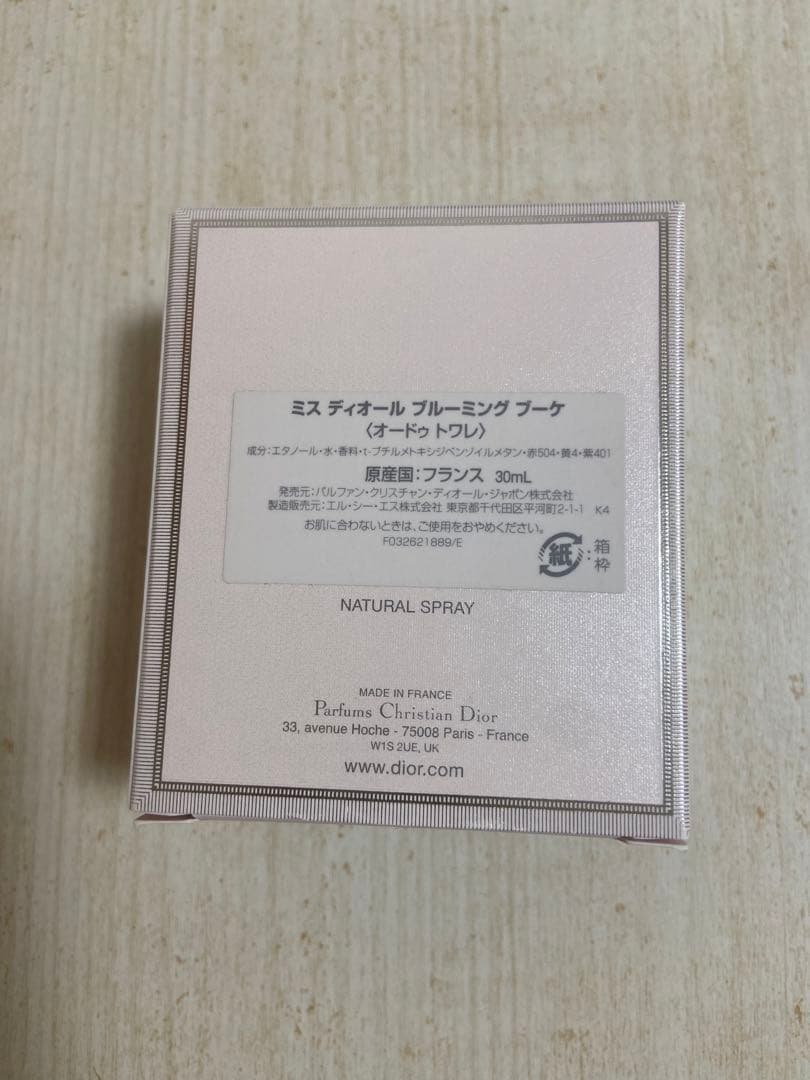 ミス ディオール ブルーミング ブーケ
〈オードゥ トワレ〉
成分:エタノール・水・香料・t-ブチルメトキシジベンゾイルメタン・赤504・黄4・紫401
原産国:フランス 30mL
発売元:パルファン・クリスチャン・ディオール・ジャポン株式会社
製造販売元:エル・シー・エス株式会社 東京都千代田区平河町2-1-1 K4
お肌に合わないときは、ご使用をおやめください。
F032621889/E
紙:箱
枠
NATURAL SPRAY
MADE IN FRANCE
Parfums Christian Dior
33, avenue Hoche - 75008 Paris - France
W1S 2UE, UK
www.dior.com